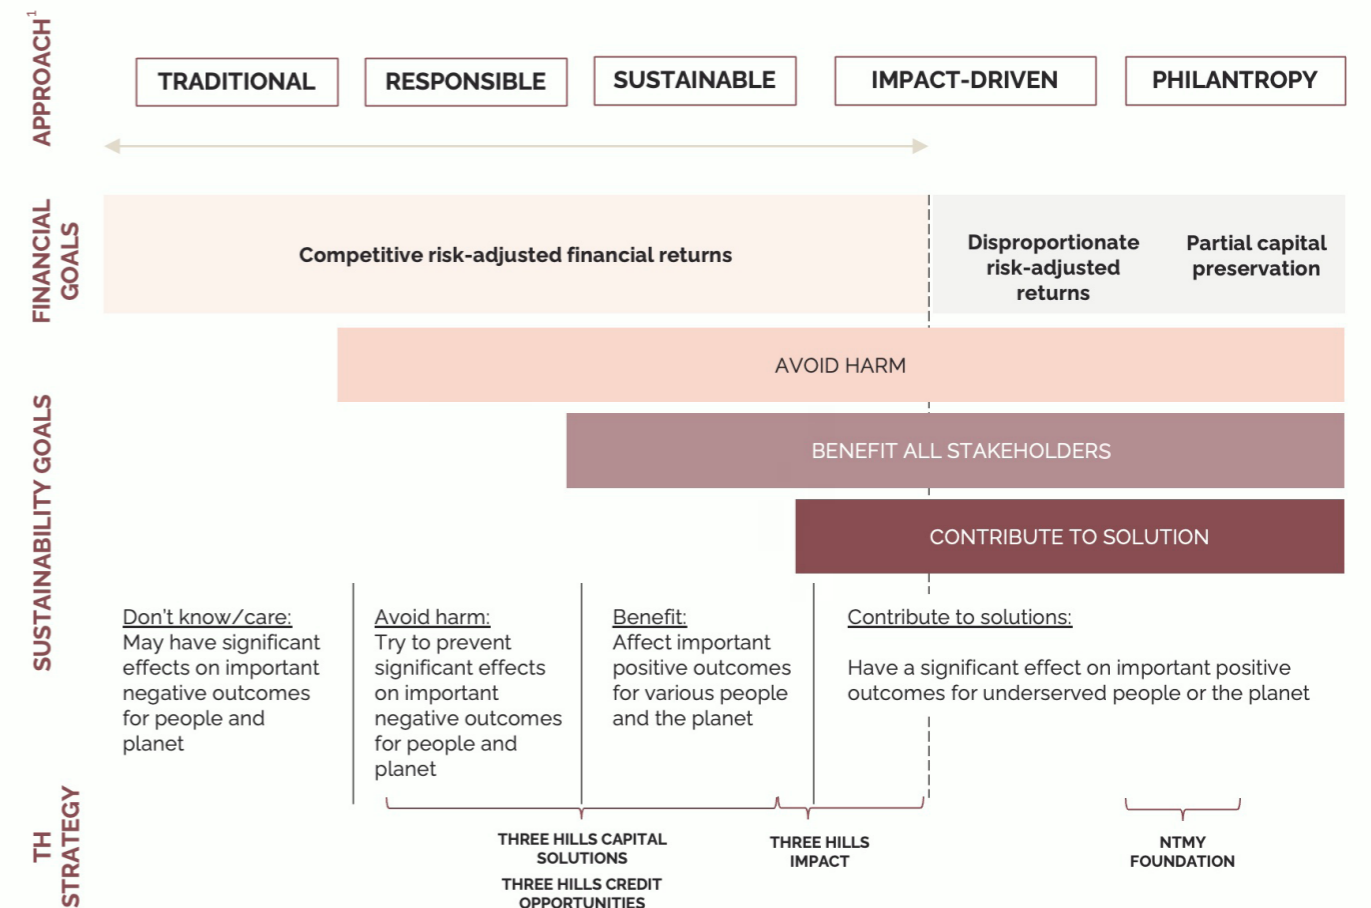 APPROACH¹
TRADITIONAL
RESPONSIBLE
SUSTAINABLE
IMPACT-DRIVEN
PHILANTROPY
FINANCIAL
GOALS
Competitive risk-adjusted financial returns
Disproportionate
risk-adjusted
returns
Partial capital
preservation
SUSTAINABILITY GOALS
AVOID HARM
BENEFIT ALL STAKEHOLDERS
CONTRIBUTE TO SOLUTION
Don't know/care:
May have significant
effects on important
negative outcomes
for people and
planet
Avoid harm:
Try to prevent
significant effects
on important
negative outcomes
for people and
planet
Benefit:
Affect important
positive outcomes
for various people
and the planet
Contribute to solutions:
Have a significant effect on important positive
outcomes for underserved people or the planet
TH
STRATEGY
THREE HILLS CAPITAL
SOLUTIONS
THREE HILLS CREDIT
OPPORTUNITIES
THREE HILLS
IMPACT
NTMY
FOUNDATION